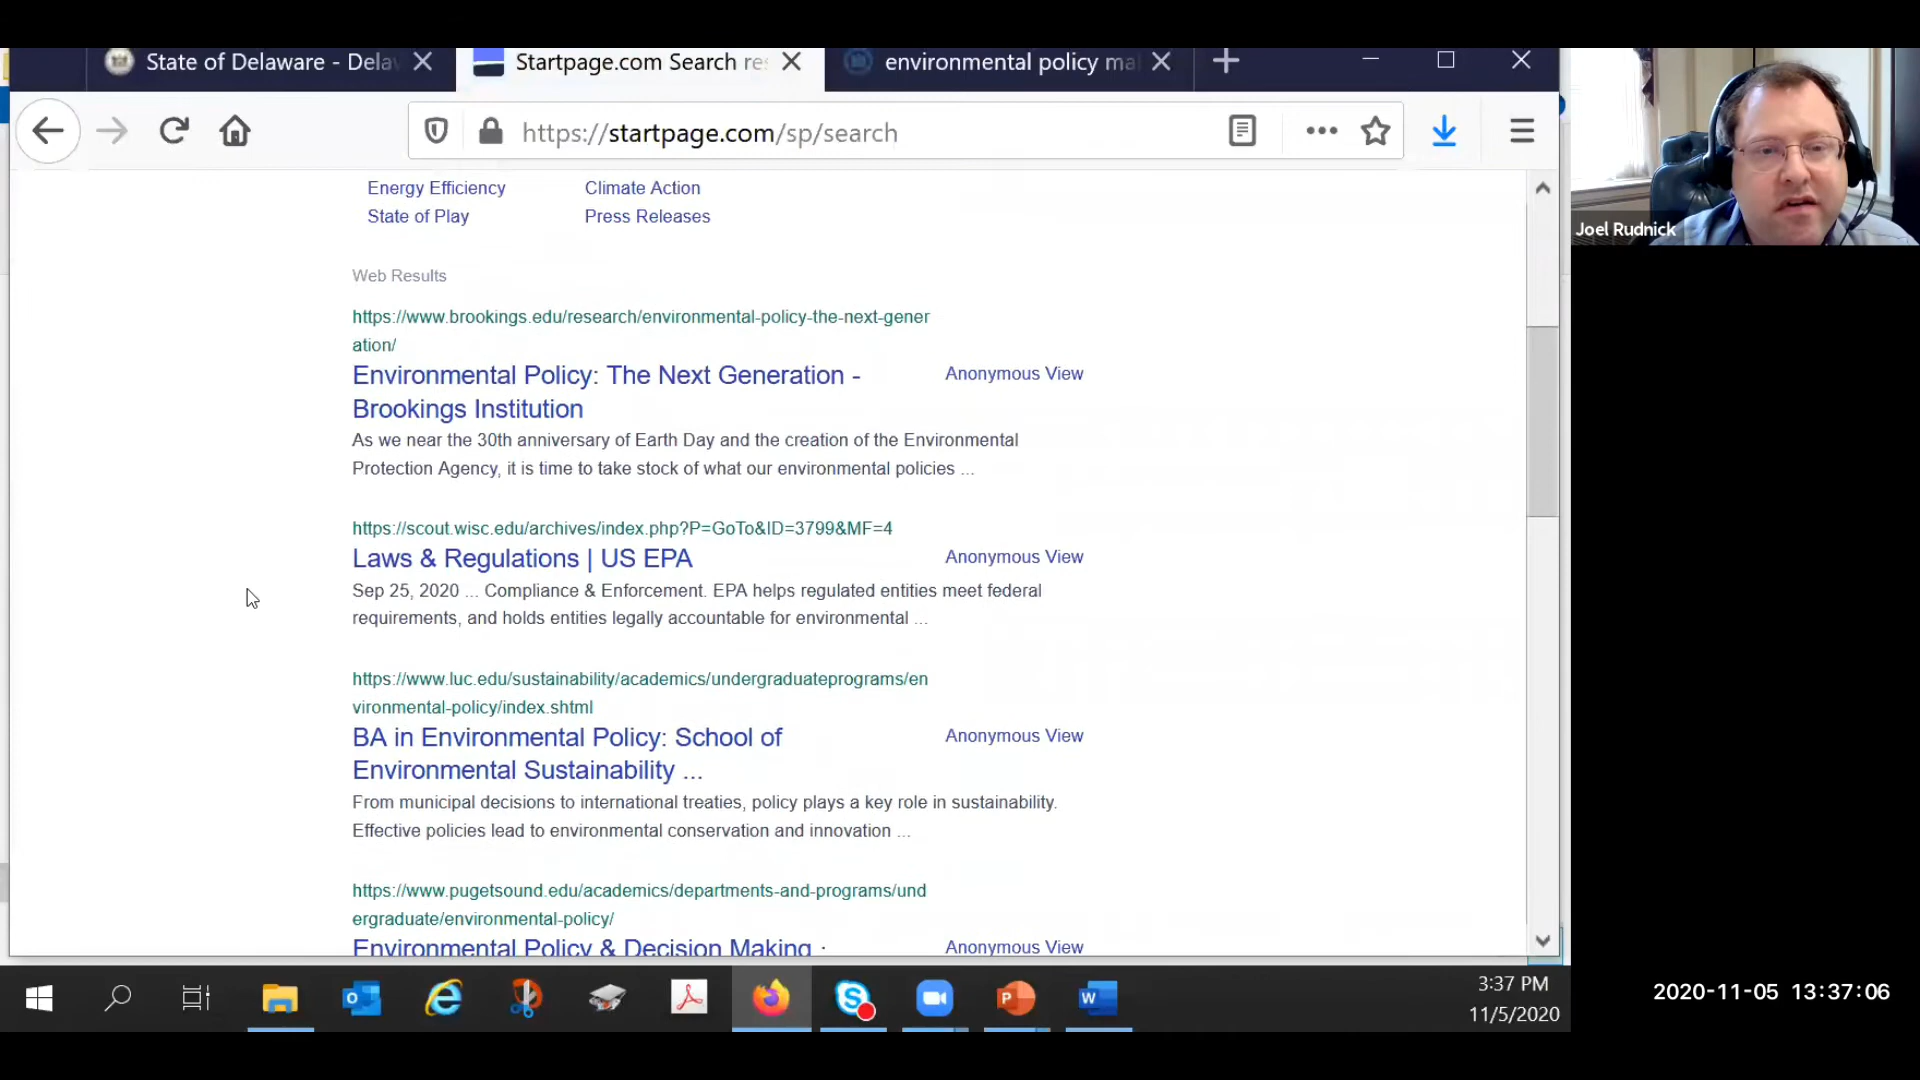 State of Delaware - Dela
Startpage.com Search re
environmental policy ma
https://startpage.com/sp/search
Joel Rudnick
Energy Efficiency
Climate Action
State of Play
Press Releases
Web Results
https://www.brookings.edu/research/environmental-policy-the-next-gener
ation/
Environmental Policy: The Next Generation -
Anonymous View
Brookings Institution
As we near the 30th anniversary of Earth Day and the creation of the Environmental
Protection Agency, it is time to take stock of what our environmental policies ...
https://scout.wisc.edu/archives/index.php?P=GoTo&ID=3799&MF=4
Laws & Regulations | US EPA
Anonymous View
Sep 25, 2020 ... Compliance & Enforcement. EPA helps regulated entities meet federal
requirements, and holds entities legally accountable for environmental ...
https://www.luc.edu/sustainability/academics/undergraduateprograms/en
vironmental-policy/index.shtml
BA in Environmental Policy: School of
Anonymous View
Environmental Sustainability ...
From municipal decisions to international treaties, policy plays a key role in sustainability.
Effective policies lead to environmental conservation and innovation ...
https://www.pugetsound.edu/academics/departments-and-programs/und
ergraduate/environmental-policy/
Environmental Policy & Decision Making :
Anonymous View
3:37 PM
11/5/2020
2020-11-05 13:37:06